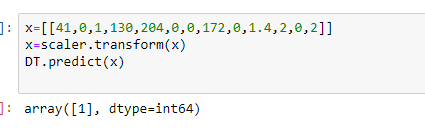 ]: x=[[41,0,1,130,204,0,0,172,0,1.4,2,0,2]]
x=scaler.transform(x)
DT.predict(x)
]: array([1], dtype=int64)